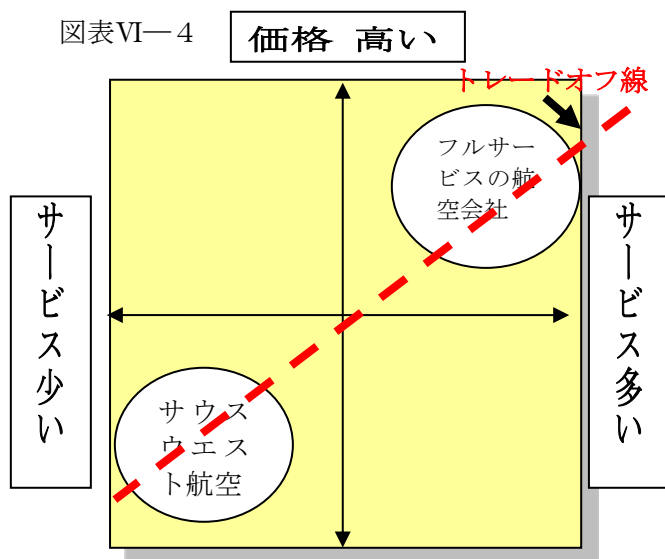 図表Ⅵ―４
価格 高い
トレードオフ線
フルサー
ビスの航
空会社
サービス少い
サービス多い
サウス
ウエス
ト航空